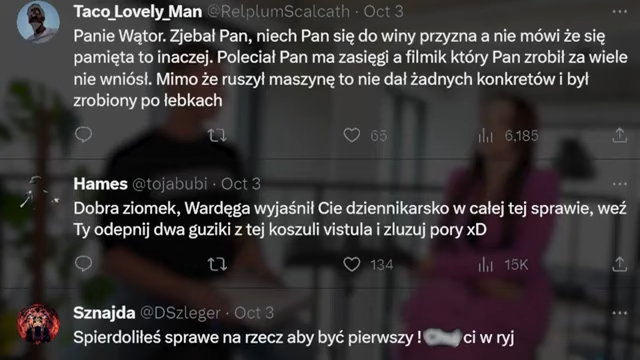 Taco_Lovely_Man @RelplumScalcath · Oct 3
Panie Wątor. Zjebał Pan, niech Pan się do winy przyzna a nie mówi że się
pamięta to inaczej. Poleciał Pan ma zasięgi a filmik który Pan zrobił za wiele
nie wniósł. Mimo że ruszył maszynę to nie dał żadnych konkretów i był
zrobiony po łebkach
65 6,185
Hames @tojabubi · Oct 3
Dobra ziomek, Wardęga wyjaśnił Cie dziennikarsko w całej tej sprawie, weź
Ty odepnij dwa guziki z tej koszuli vistula i zluzuj pory xD
134 15K
Sznajda @DSzleger · Oct 3
Spierdoliłeś sprawe na rzecz aby być pierwszy ! ci w ryj